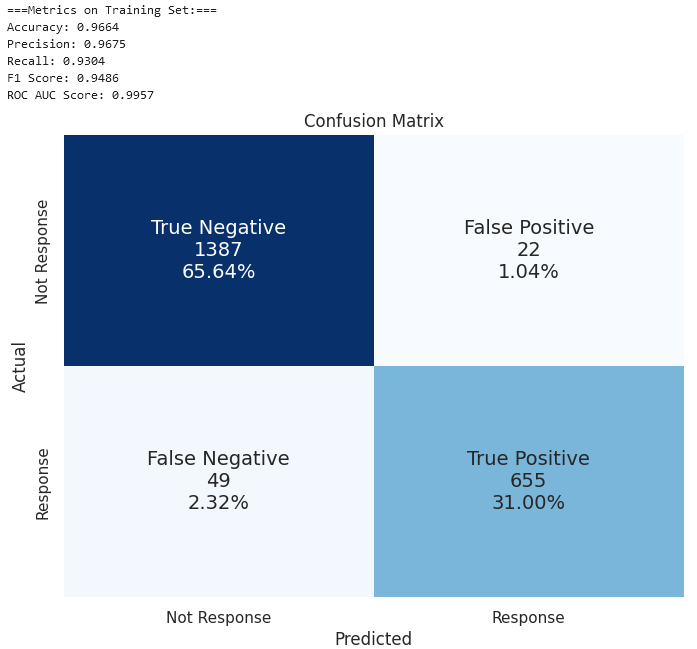 ===Metrics on Training Set:===
Accuracy: 0.9664
Precision: 0.9675
Recall: 0.9304
F1 Score: 0.9486
ROC AUC Score: 0.9957
Confusion Matrix
Not Response
True Negative
1387
65.64%
False Positive
22
1.04%
Actual
Response
False Negative
49
2.32%
True Positive
655
31.00%
Not Response
Response
Predicted